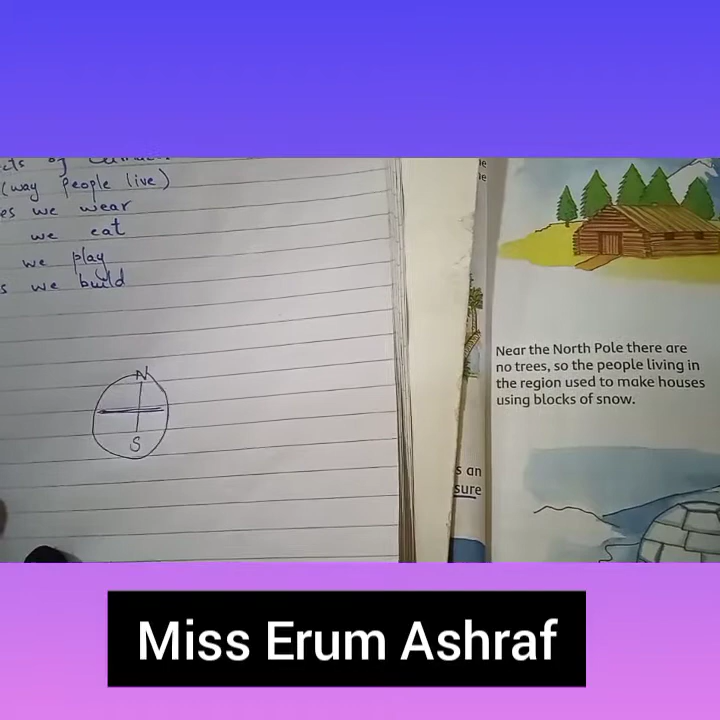 of
(way people live)
es we wear
we eat
we play
s we build
N
S
s an
sure
Near the North Pole there are
no trees, so the people living in
the region used to make houses
using blocks of snow.
Miss Erum Ashraf